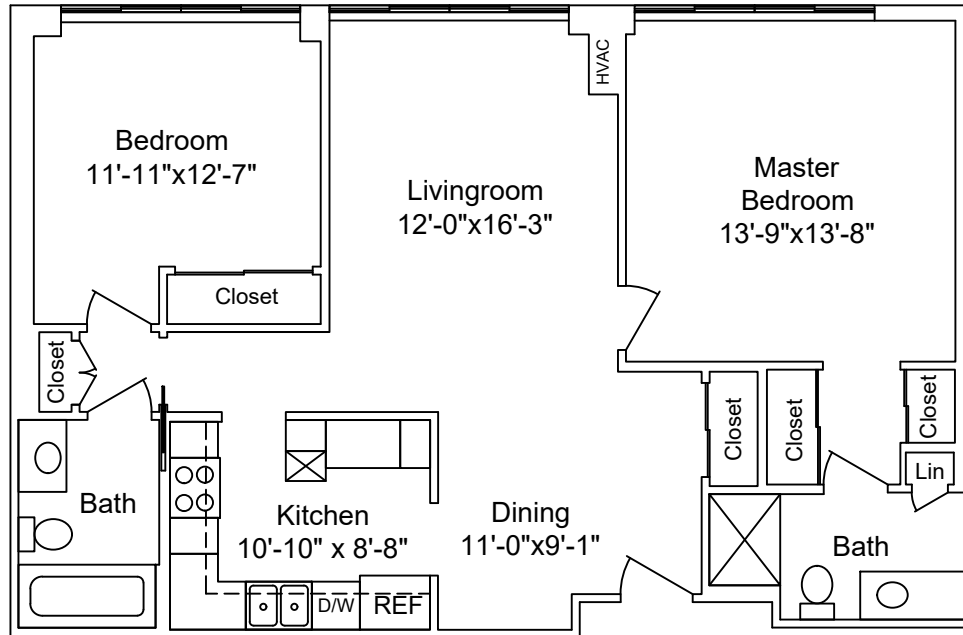 HVAC
Bedroom
11'-11"x12'-7"
Livingroom
12'-0"x16'-3"
Master
Bedroom
13'-9"x13'-8"
Closet
Closet
Closet
Closet
Closet
Lin
Bath
Kitchen
10'-10" x 8'-8"
Dining
11'-0"x9'-1"
Bath
D/W
REF